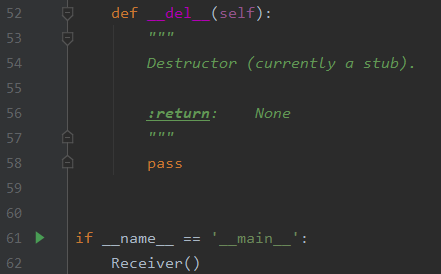 52 def __del__(self):
53 """
54 Destructor (currently a stub).
55
56 :return: None
57 """
58 pass
59
60
61 if __name__ == '__main__':
62 Receiver()